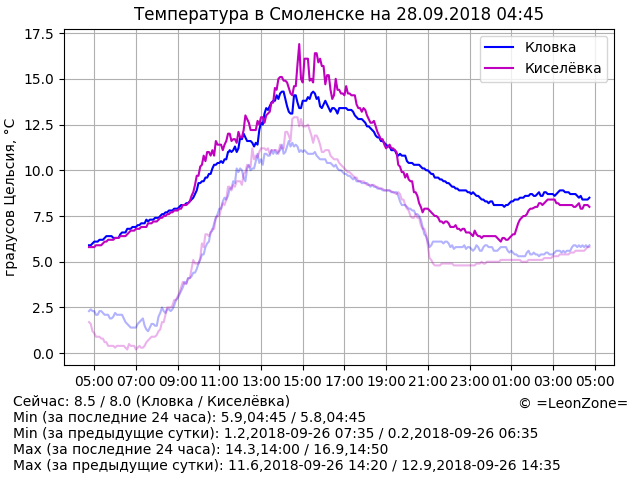 Температура в Смоленске на 28.09.2018 04:45
17.5
15.0
12.5
10.0
7.5
5.0
2.5
0.0
градусов Цельсия, °C
Кловка
Киселёвка
05:00 07:00 09:00 11:00 13:00 15:00 17:00 19:00 21:00 23:00 01:00 03:00 05:00
Сейчас: 8.5 / 8.0 (Кловка / Киселёвка)
© =LeonZone=
Min (за последние 24 часа): 5.9,04:45 / 5.8,04:45
Min (за предыдущие сутки): 1.2,2018-09-26 07:35 / 0.2,2018-09-26 06:35
Max (за последние 24 часа): 14.3,14:00 / 16.9,14:50
Max (за предыдущие сутки): 11.6,2018-09-26 14:20 / 12.9,2018-09-26 14:35